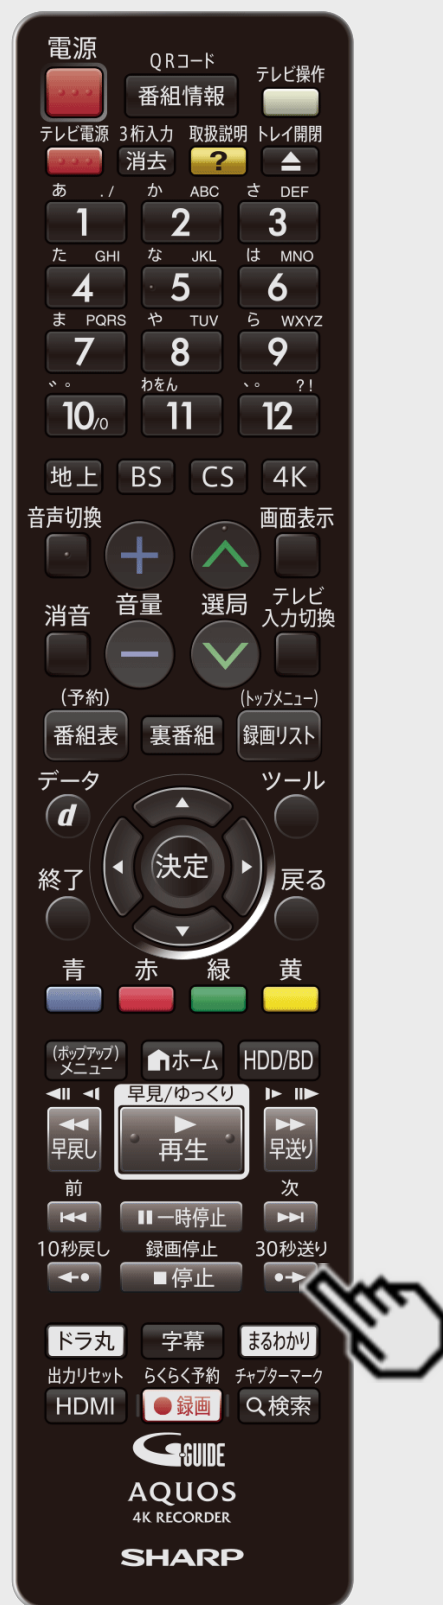 電源
QRコード
番組情報
テレビ操作
テレビ電源 3桁入力 取扱説明 トレイ開閉
消去 ?
あ ./ か ABC さ DEF
1 2 3
た GHI な JKL は MNO
4 5 6
ま PQRS や TUV ら WXYZ
7 8 9
゛゜ わをん 、。 ?!
10/0 11 12
地上 BS CS 4K
音声切換 画面表示
消音 音量 選局 テレビ
入力切換
(予約) (トップメニュー)
番組表 裏番組 録画リスト
データ ツール
d
決定
終了 戻る
青 赤 緑 黄
(ポップアップ)
メニュー ホーム HDD/BD
早見/ゆっくり
早戻し 再生 早送り
前 次
一時停止
10秒戻し 録画停止 30秒送り
停止
ドラ丸 字幕 まるわかり
出力リセット らくらく予約 チャプターマーク
HDMI 録画 検索
G-GUIDE
AQUOS
4K RECORDER
SHARP